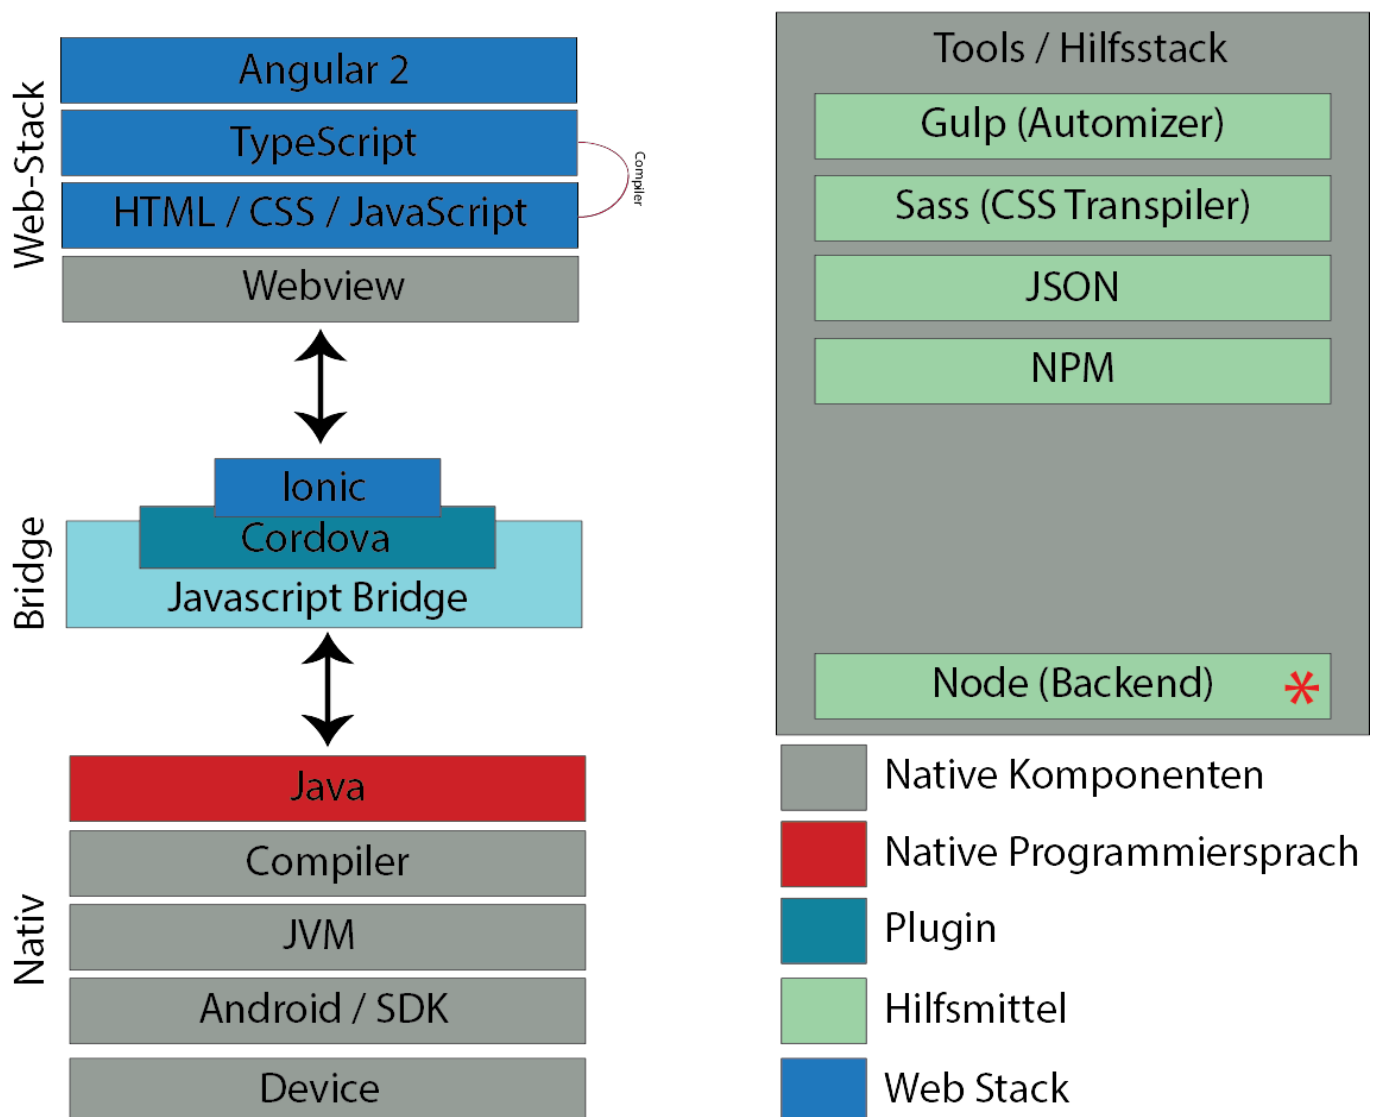 Web-Stack
Angular 2
TypeScript
Compiler
HTML / CSS / JavaScript
Webview
Bridge
Ionic
Cordova
Javascript Bridge
Nativ
Java
Compiler
JVM
Android / SDK
Device
Tools / Hilfsstack
Gulp (Automizer)
Sass (CSS Transpiler)
JSON
NPM
Node (Backend) *
Native Komponenten
Native Programmiersprach
Plugin
Hilfsmittel
Web Stack